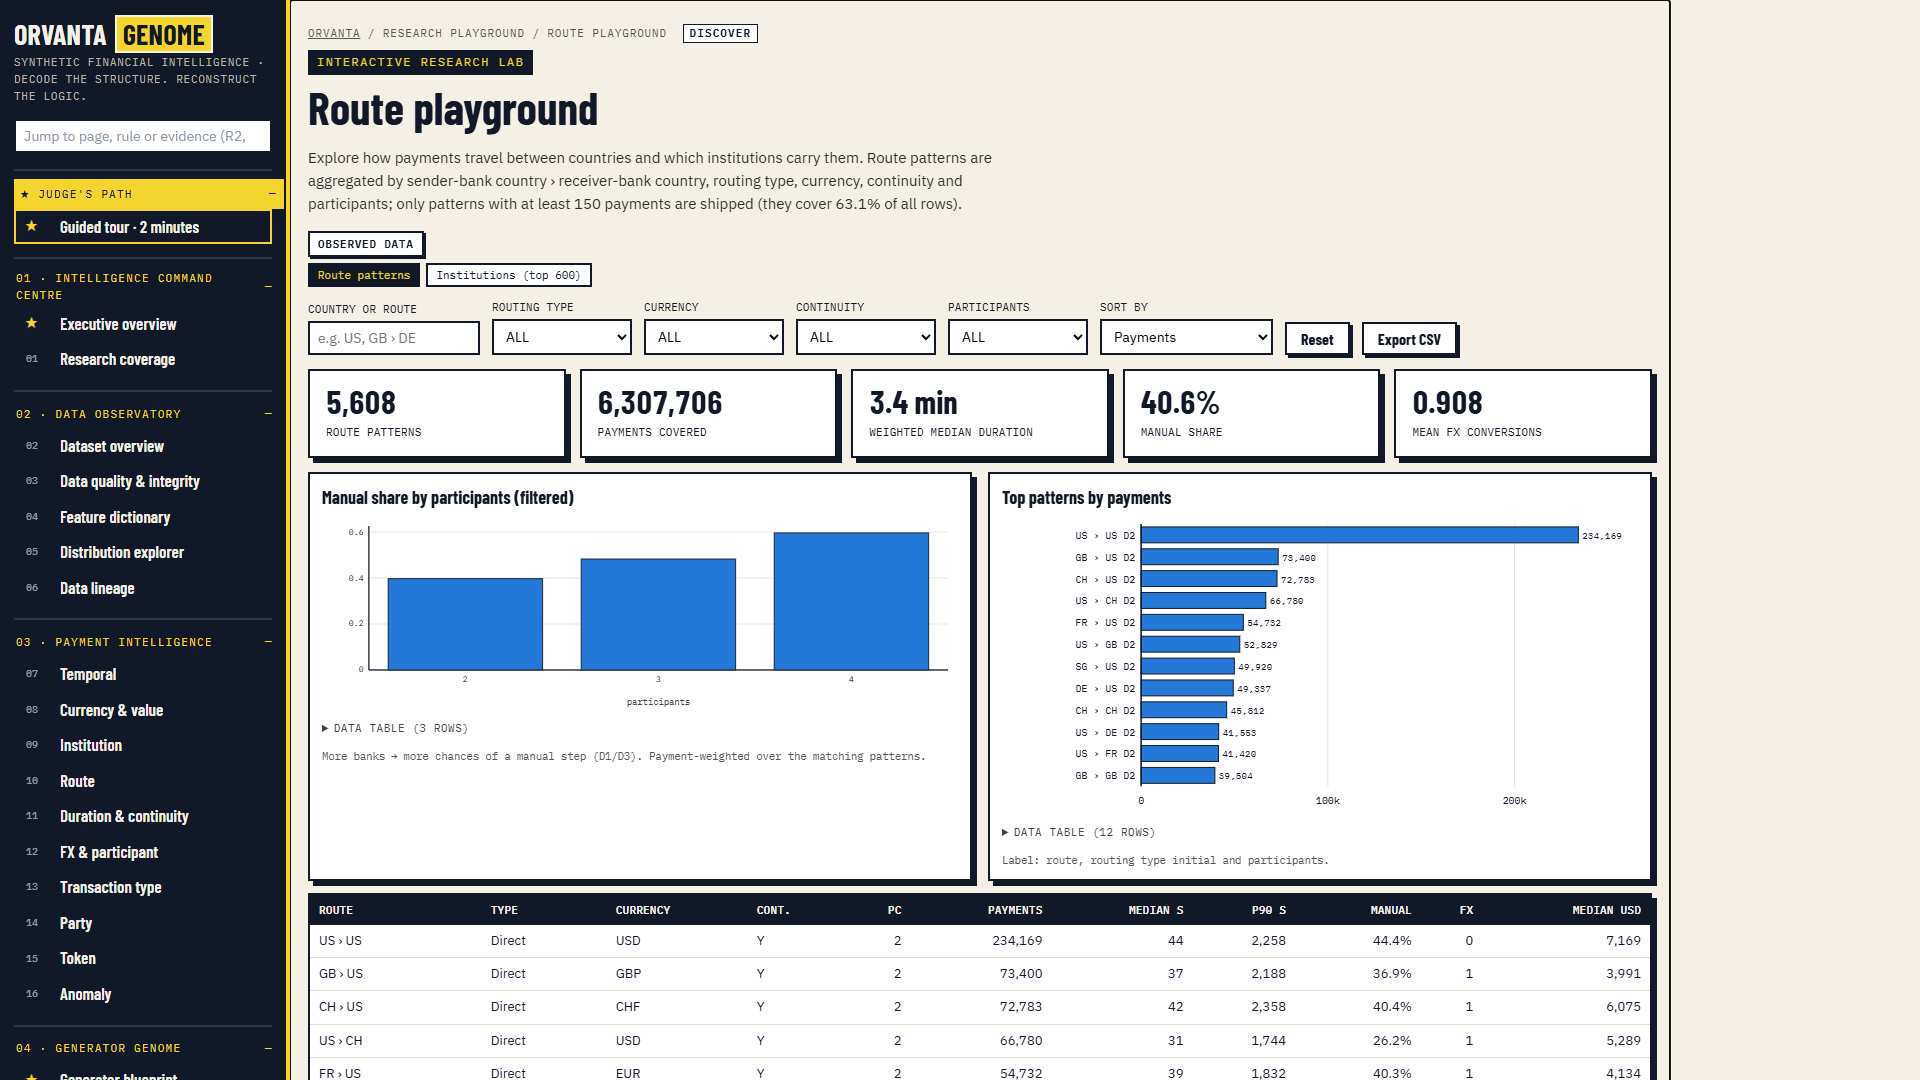 ORVANTA GENOME
SYNTHETIC FINANCIAL INTELLIGENCE ·
DECODE THE STRUCTURE. RECONSTRUCT
THE LOGIC.
Jump to page, rule or evidence (R2,
★ JUDGE'S PATH –
★ Guided tour · 2 minutes
01 · INTELLIGENCE COMMAND
CENTRE –
★ Executive overview
01 Research coverage
02 · DATA OBSERVATORY –
02 Dataset overview
03 Data quality & integrity
04 Feature dictionary
05 Distribution explorer
06 Data lineage
03 · PAYMENT INTELLIGENCE –
07 Temporal
08 Currency & value
09 Institution
10 Route
11 Duration & continuity
12 FX & participant
13 Transaction type
14 Party
15 Token
16 Anomaly
04 · GENERATOR GENOME –
★ Generator blueprint
ORVANTA / RESEARCH PLAYGROUND / ROUTE PLAYGROUND DISCOVER
INTERACTIVE RESEARCH LAB
Route playground
Explore how payments travel between countries and which institutions carry them. Route patterns are
aggregated by sender-bank country › receiver-bank country, routing type, currency, continuity and
participants; only patterns with at least 150 payments are shipped (they cover 63.1% of all rows).
OBSERVED DATA
Route patterns Institutions (top 600)
COUNTRY OR ROUTE ROUTING TYPE CURRENCY CONTINUITY PARTICIPANTS SORT BY
e.g. US, GB › DE ALL ALL ALL ALL Payments Reset Export CSV
5,608 6,307,706 3.4 min 40.6% 0.908
ROUTE PATTERNS PAYMENTS COVERED WEIGHTED MEDIAN DURATION MANUAL SHARE MEAN FX CONVERSIONS
Manual share by participants (filtered)
0.6
0.4
0.2
0
2 3 4
participants
▶ DATA TABLE (3 ROWS)
More banks → more chances of a manual step (D1/D3). Payment-weighted over the matching patterns.
Top patterns by payments
US › US D2 234,169
GB › US D2 73,400
CH › US D2 72,783
US › CH D2 66,780
FR › US D2 54,732
US › GB D2 52,829
SG › US D2 49,920
DE › US D2 49,337
CH › CH D2 45,812
US › DE D2 41,553
US › FR D2 41,420
GB › GB D2 39,504
0 100k 200k
▶ DATA TABLE (12 ROWS)
Label: route, routing type initial and participants.
ROUTE TYPE CURRENCY CONT. PC PAYMENTS MEDIAN S P90 S MANUAL FX MEDIAN USD
US › US Direct USD Y 2 234,169 44 2,258 44.4% 0 7,169
GB › US Direct GBP Y 2 73,400 37 2,188 36.9% 1 3,991
CH › US Direct CHF Y 2 72,783 42 2,358 40.4% 1 6,075
US › CH Direct USD Y 2 66,780 31 1,744 26.2% 1 5,289
FR › US Direct EUR Y 2 54,732 39 1,832 40.3% 1 4,134